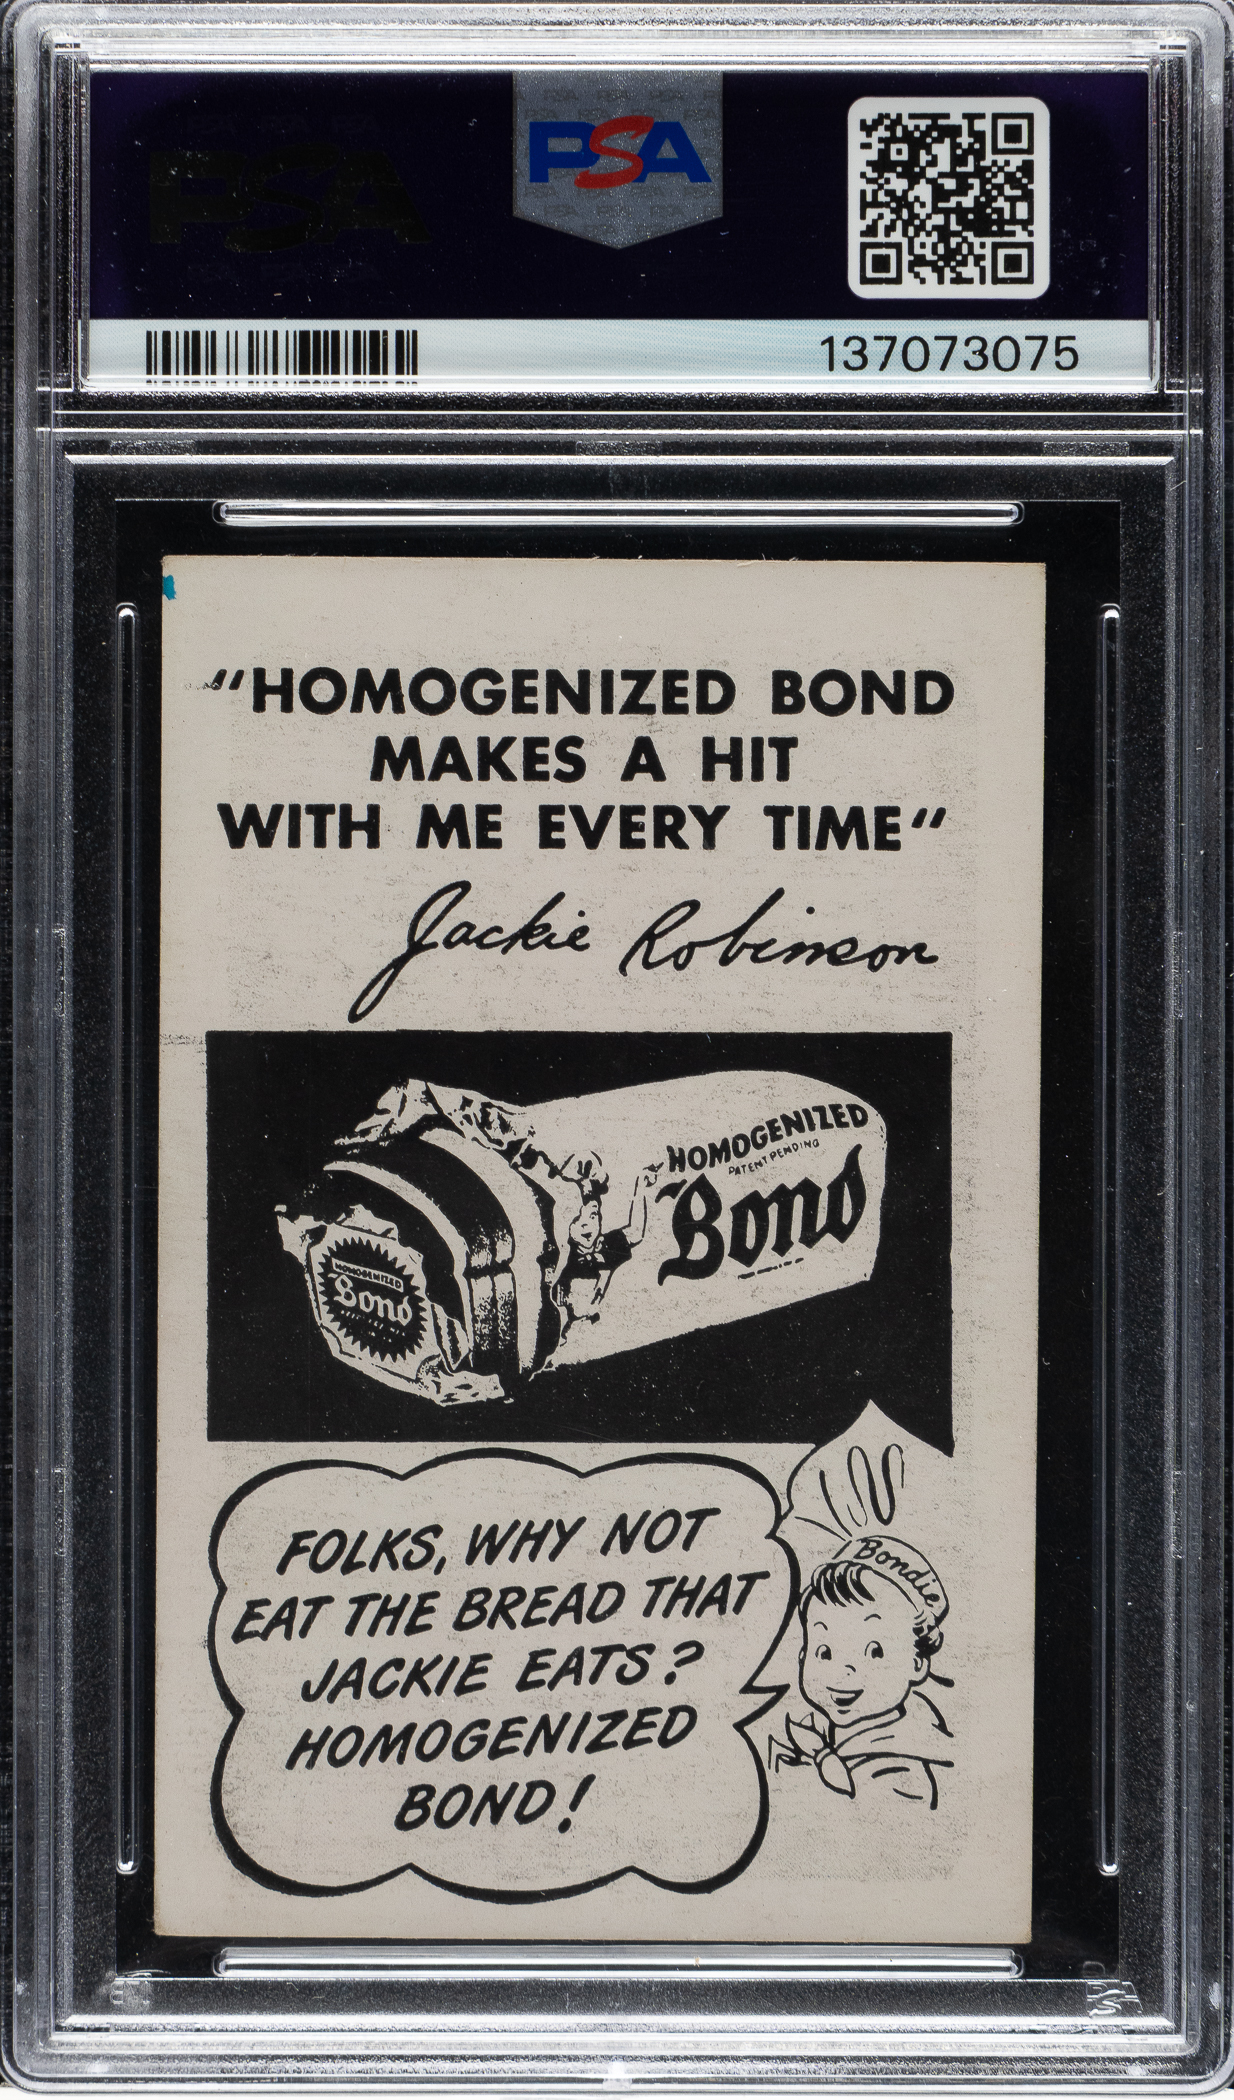 PSA
137073075
"HOMOGENIZED BOND
MAKES A HIT
WITH ME EVERY TIME"
Jackie Robinson
HOMOGENIZED
PATENT PENDING
Bond
HOMOGENIZED
Bond
Bondie
FOLKS, WHY NOT
EAT THE BREAD THAT
JACKIE EATS?
HOMOGENIZED
BOND!